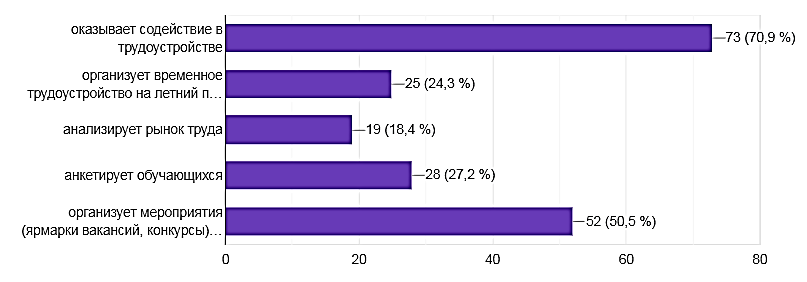 оказывает содействие в
трудоустройстве
73 (70,9 %)
организует временное
трудоустройство на летний п...
25 (24,3 %)
анализирует рынок труда
19 (18,4 %)
анкетирует обучающихся
28 (27,2 %)
организует мероприятия
(ярмарки вакансий, конкурсы)...
52 (50,5 %)
0 20 40 60 80